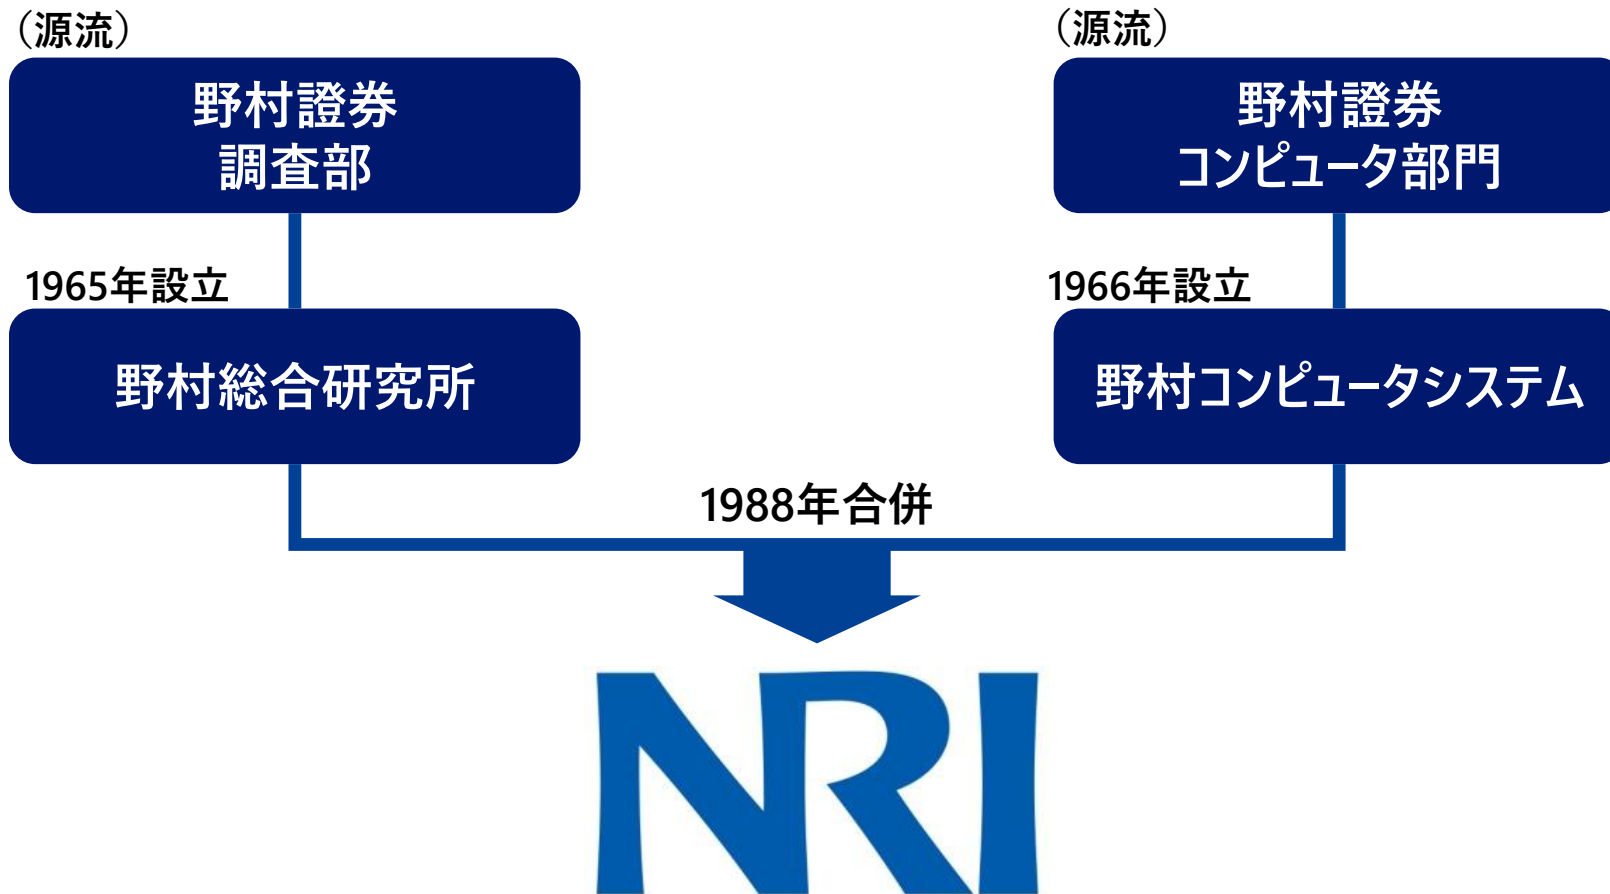 (源流)
野村證券
調査部
1965年設立
野村総合研究所
(源流)
野村證券
コンピュータ部門
1966年設立
野村コンピュータシステム
1988年合併
NRI